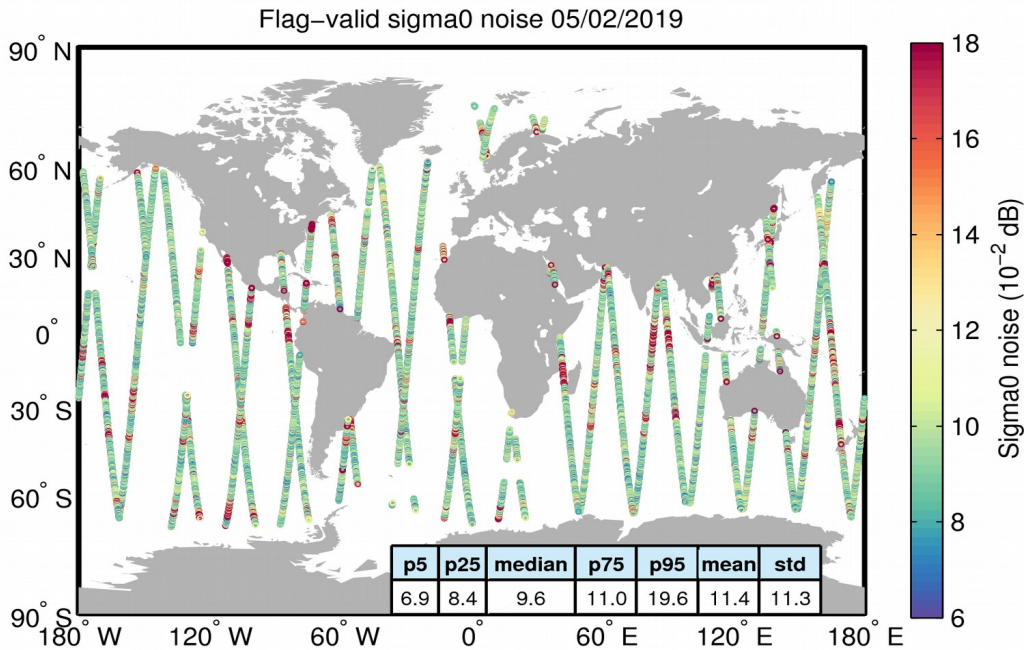 Flag−valid sigma0 noise 05/02/2019
90° N
60° N
30° N
0°
30° S
60° S
90° S
180° W
120° W
60° W
0°
60° E
120° E
180° E
p5 p25 median p75 p95 mean std
6.9 8.4 9.6 11.0 19.6 11.4 11.3
18
16
14
12
10
8
6
Sigma0 noise (10⁻² dB)